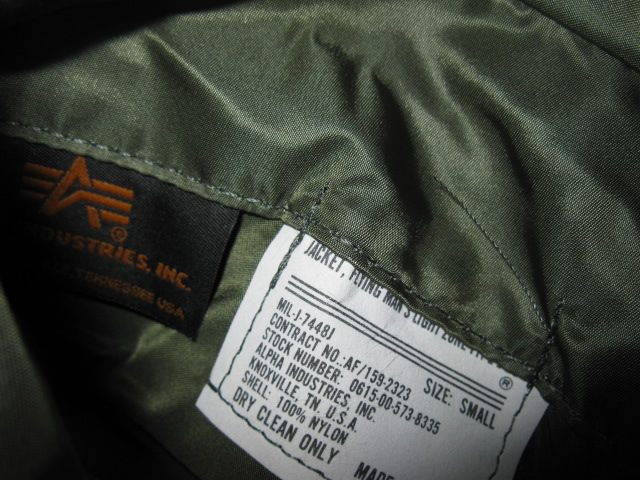 INDUSTRIES, INC.
TENNESSEE USA
JACKET, FLYING MAN'S LIGHT ZONE
MIL-J-7448J
SIZE: SMALL ®
CONTRACT NO: AF/159-2323
STOCK NUMBER: 0615-00-573-8335
ALPHA INDUSTRIES, INC.
KNOXVILLE, TN. U.S.A.
SHELL: 100% NYLON
DRY CLEAN ONLY
MADE